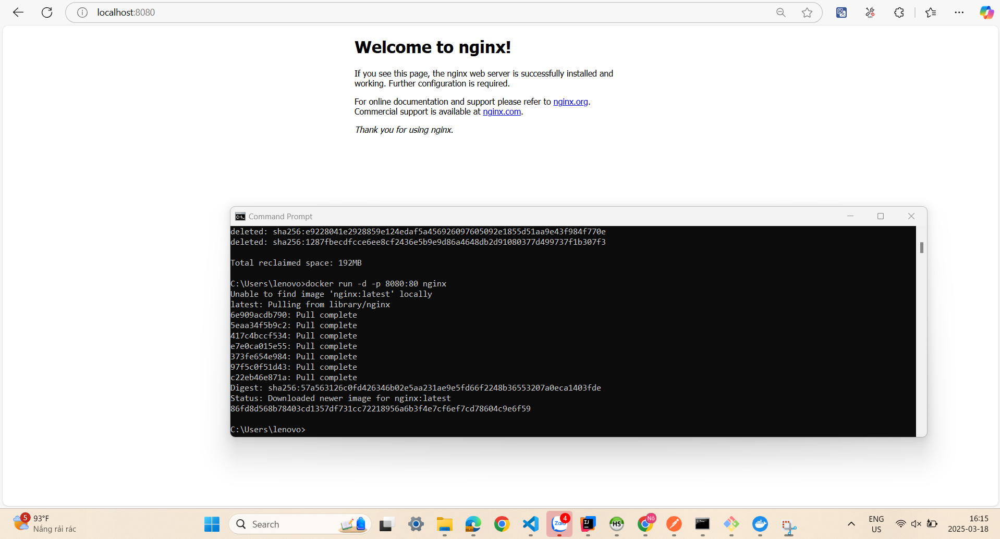 localhost:8080
Welcome to nginx!
If you see this page, the nginx web server is successfully installed and
working. Further configuration is required.
For online documentation and support please refer to nginx.org.
Commercial support is available at nginx.com.
Thank you for using nginx.
Command Prompt
deleted: sha256:e9228041e2928859e124edaf5a456926097605092e1855d51aa9e43f984f770e
deleted: sha256:1287fbecdfcce6ee8cf2436e5b9e9d86a4648db2d91080377d499737f1b307f3
Total reclaimed space: 192MB
C:\Users\lenovo>docker run -d -p 8080:80 nginx
Unable to find image 'nginx:latest' locally
latest: Pulling from library/nginx
6e909acdb790: Pull complete
5eaa34f5b9c2: Pull complete
417c4bccf534: Pull complete
e7e0ca015e55: Pull complete
373fe654e984: Pull complete
97f5c0f51d43: Pull complete
c22eb46e871a: Pull complete
Digest: sha256:57a563126c0fd426346b02e5aa231ae9e5fd66f2248b36553207a0eca1403fde
Status: Downloaded newer image for nginx:latest
86fd8d568b78403cd1357df731cc72218956a6b3f4e7cf6ef7cd78604c9e6f59
C:\Users\lenovo>
5
93°F
Nắng rải rác
Search
Zalo
4
IJ
HS
Nô
ENG
US
16:15
2025-03-18